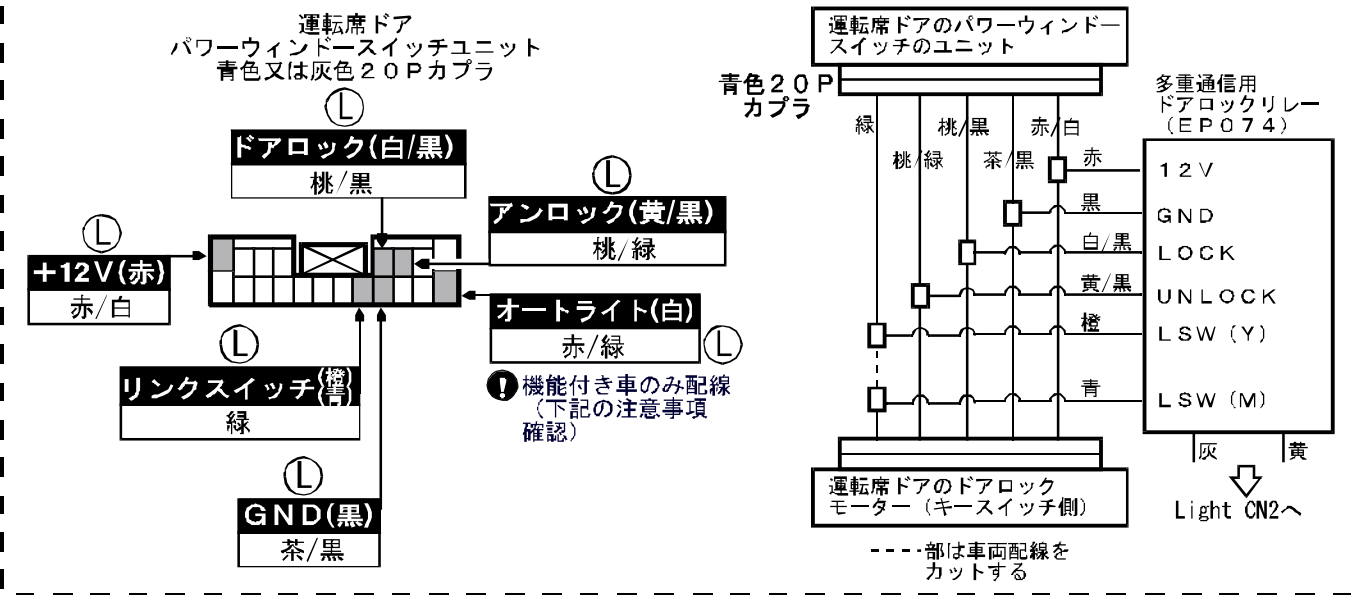 運転席ドア
パワーウィンドースイッチユニット
青色又は灰色２０Ｐカプラ
Ⓛ
ドアロック(白/黒)
桃/黒
Ⓛ
アンロック(黄/黒)
桃/緑
Ⓛ
＋12V(赤)
赤/白
オートライト(白)
赤/緑
Ⓛ
機能付き車のみ配線
（下記の注意事項
確認）
Ⓛ
リンクスイッチ
緑
Ⓛ
GND(黒)
茶/黒
運転席ドアのパワーウィンドー
スイッチのユニット
青色２０Ｐ
カプラ
緑
桃/緑
桃/黒
茶/黒
赤/白
多重通信用
ドアロックリレー
（ＥＰ０７４）
赤
12V
黒
GND
白/黒
LOCK
黄/黒
UNLOCK
橙
LSW (Y)
青
LSW (M)
灰
黄
Light CN2へ
運転席ドアのドアロック
モーター（キースイッチ側）
----部は車両配線を
カットする